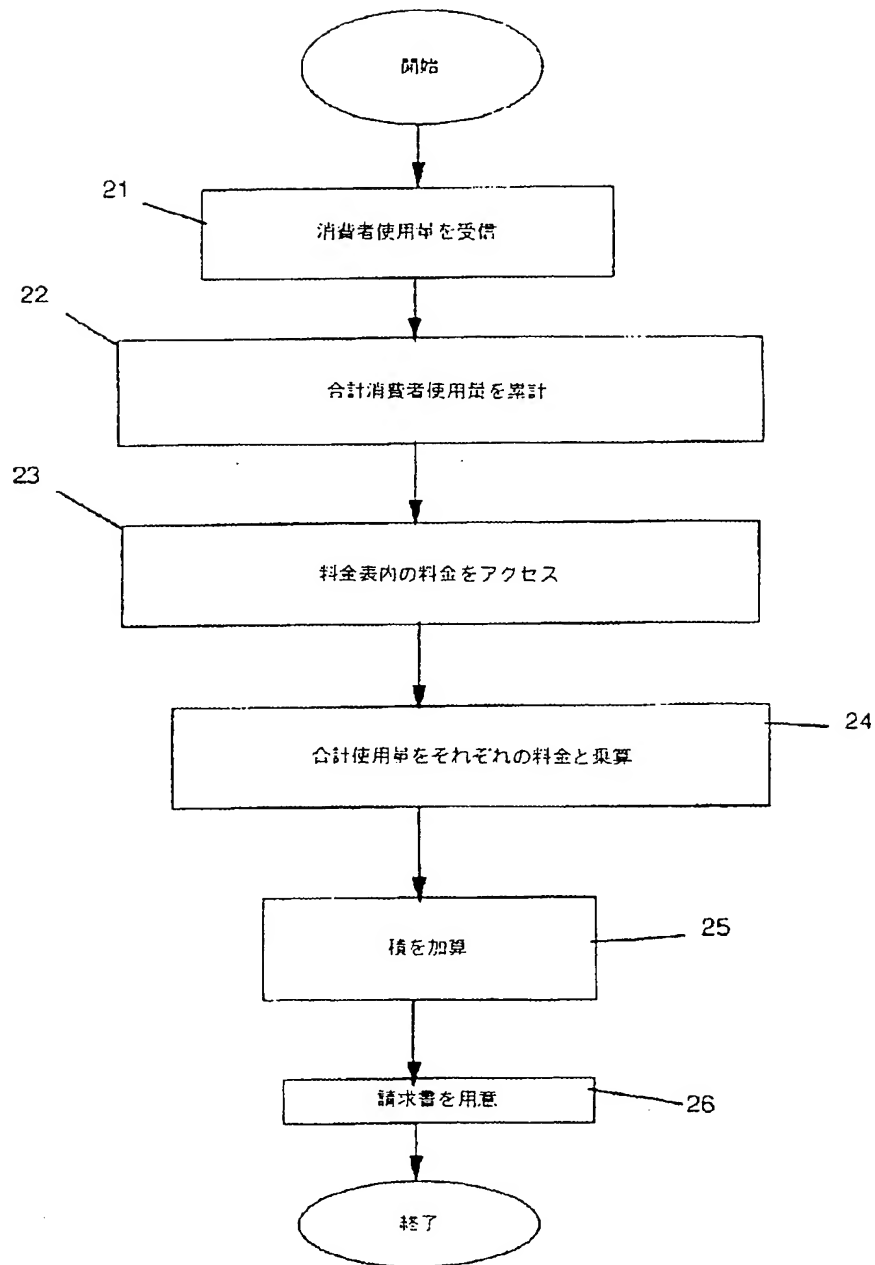 開始
21
消費者使用量を受信
22
合計消費者使用量を累計
23
料金表内の料金をアクセス
24
合計使用量をそれぞれの料金と乗算
25
積を加算
26
請求書を用意
終了